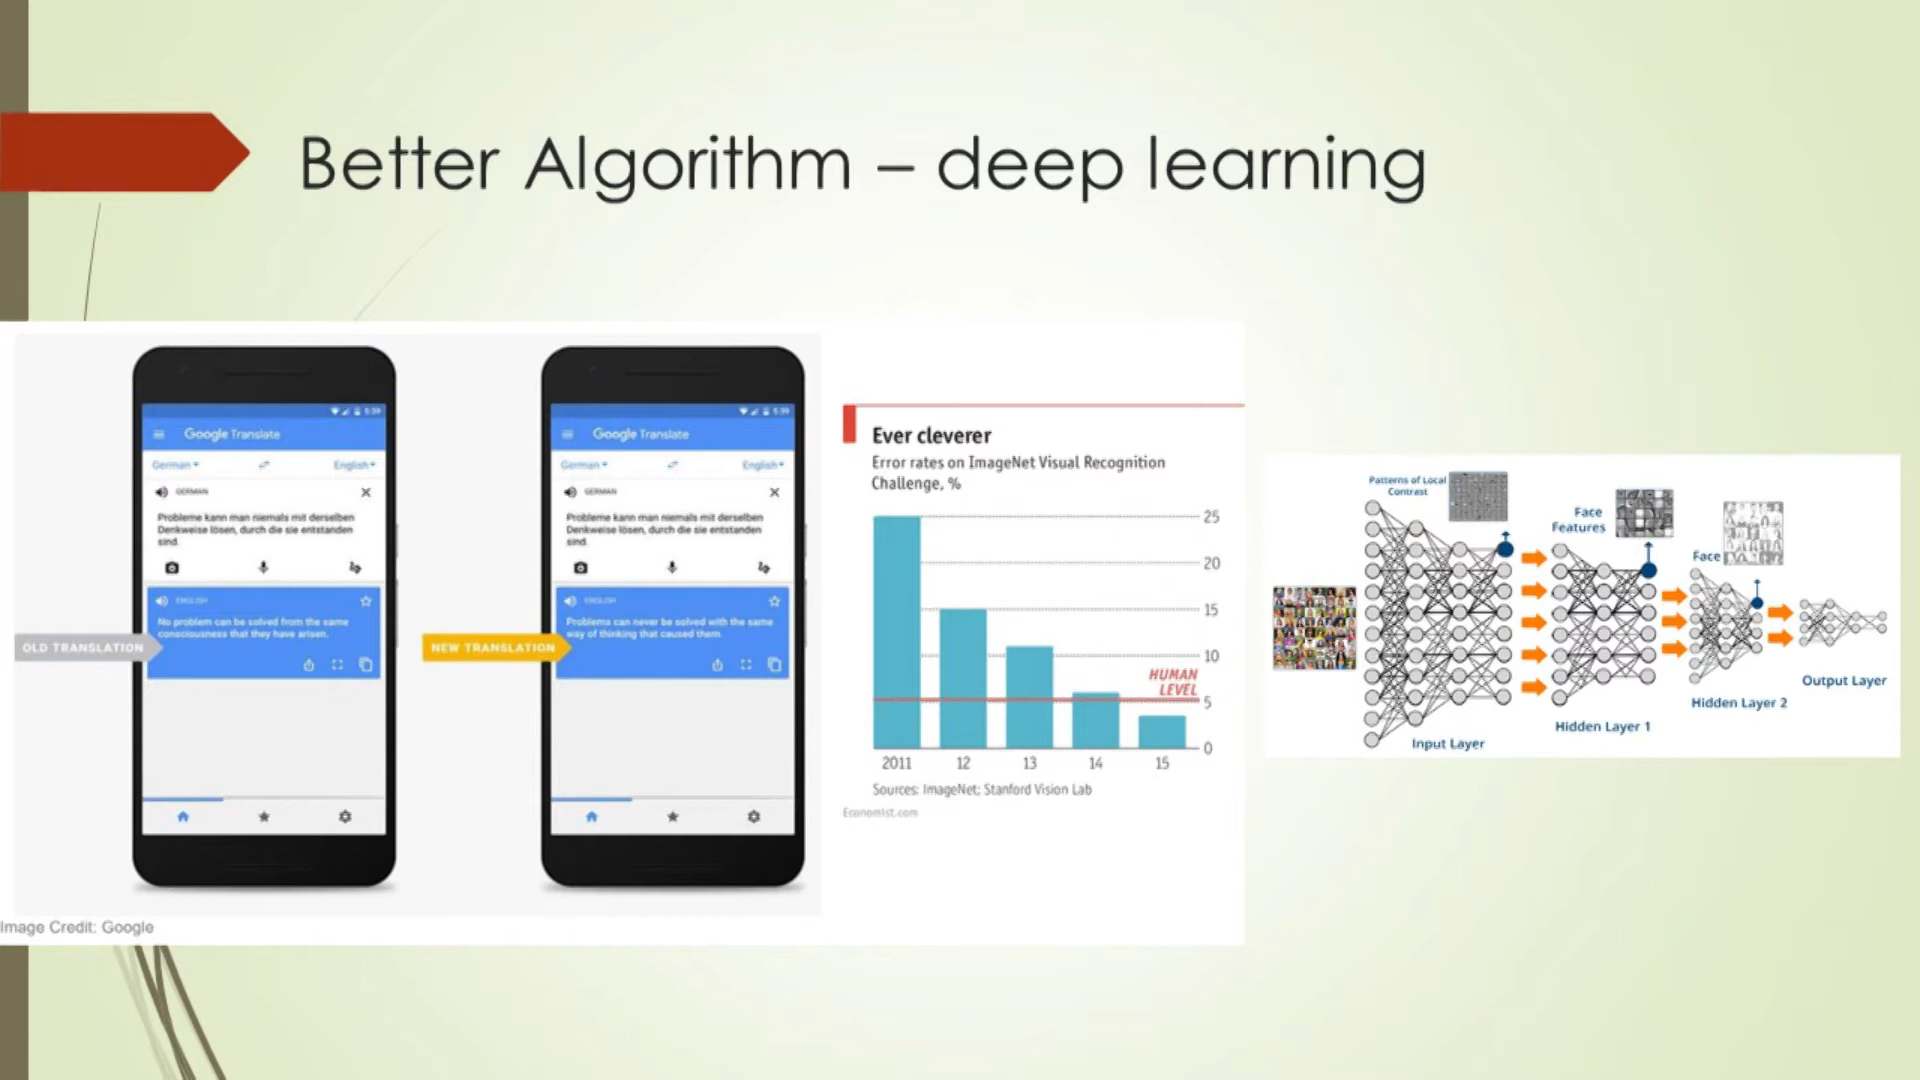 Better Algorithm – deep learning
5:39
Google Translate
German
English
GERMAN
Probleme kann man niemals mit derselben
Denkweise lösen, durch die sie entstanden
sind.
ENGLISH
No problem can be solved from the same
consciousness that they have arisen.
OLD TRANSLATION
5:39
Google Translate
German
English
GERMAN
Probleme kann man niemals mit derselben
Denkweise lösen, durch die sie entstanden
sind.
ENGLISH
Problems can never be solved with the same
way of thinking that caused them.
NEW TRANSLATION
Image Credit: Google
Ever cleverer
Error rates on ImageNet Visual Recognition
Challenge, %
25
20
15
10
HUMAN
LEVEL
5
0
2011 12 13 14 15
Sources: ImageNet; Stanford Vision Lab
Economist.com
Patterns of Local
Contrast
Face
Features
Face
Input Layer
Hidden Layer 1
Hidden Layer 2
Output Layer